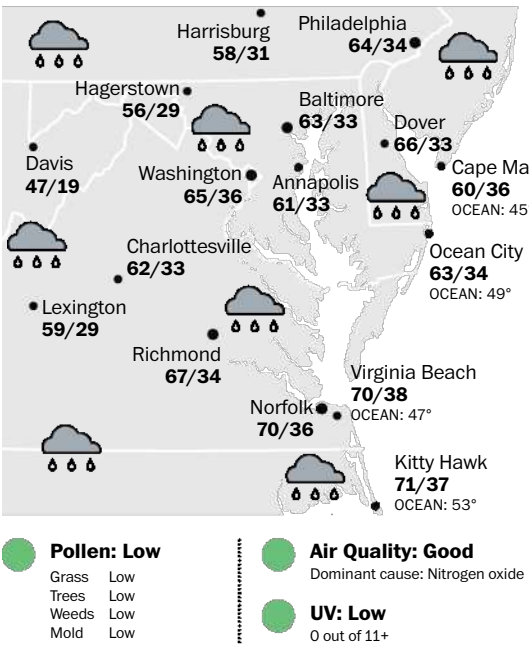 Harrisburg
58/31
Philadelphia
64/34
Hagerstown
56/29
Baltimore
63/33
Dover
66/33
Davis
47/19
Washington
65/36
Annapolis
61/33
Cape Ma
60/36
OCEAN: 45
Charlottesville
62/33
Ocean City
63/34
OCEAN: 49°
Lexington
59/29
Richmond
67/34
Virginia Beach
70/38
OCEAN: 47°
Norfolk
70/36
Kitty Hawk
71/37
OCEAN: 53°
Pollen: Low
Grass Low
Trees Low
Weeds Low
Mold Low
Air Quality: Good
Dominant cause: Nitrogen oxide
UV: Low
0 out of 11+